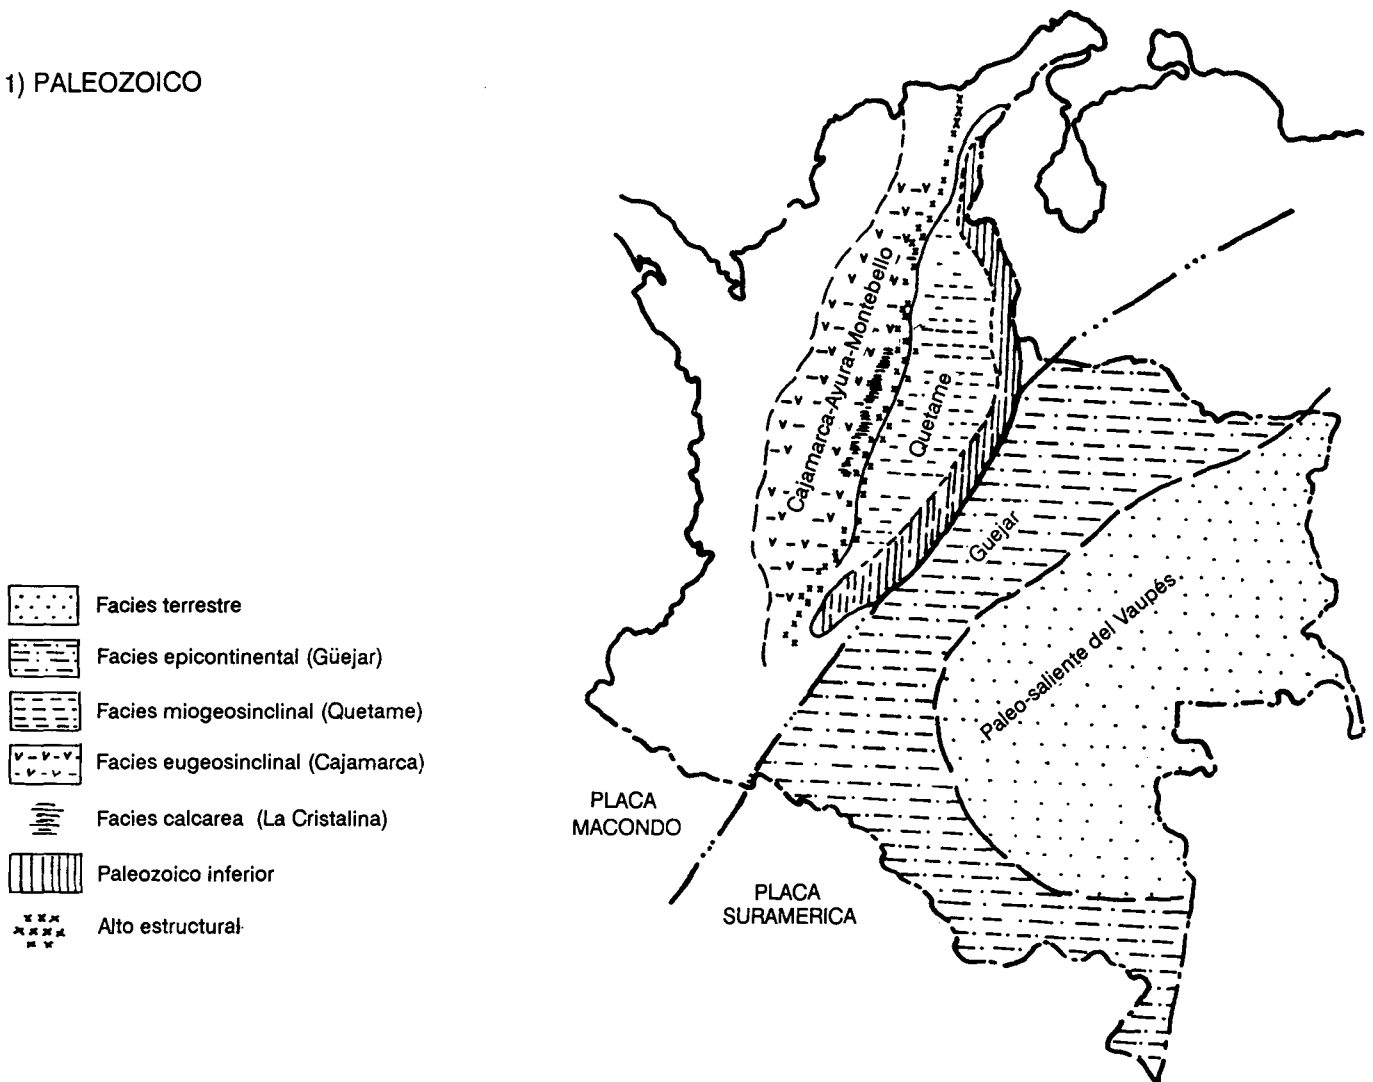 1) PALEOZOICO
Cajamarca-Ayura-Montebello
Quetame
Guejar
Paleo-saliente del Vaupés
Facies terrestre
Facies epicontinental (Güejar)
Facies miogeosinclinal (Quetame)
Facies eugeosinclinal (Cajamarca)
Facies calcarea (La Cristalina)
Paleozoico inferior
Alto estructural
PLACA
MACONDO
PLACA
SURAMERICA